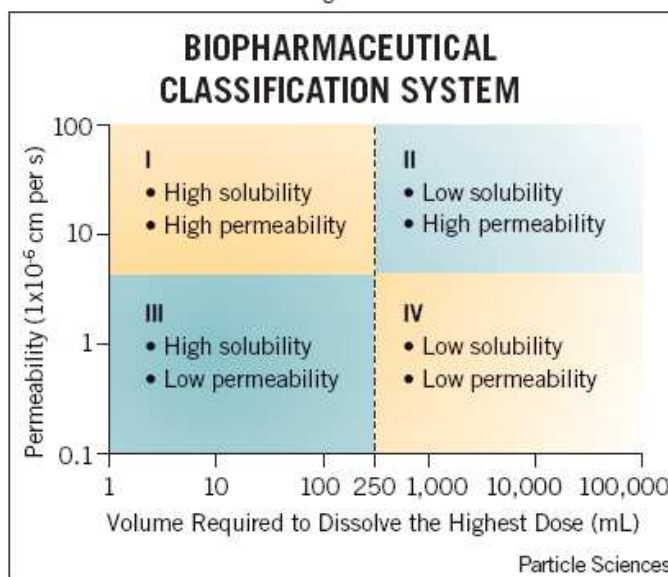 BIOPHARMACEUTICAL
CLASSIFICATION SYSTEM
Permeability (1x10⁻⁶ cm per s)
100
10
1
0.1
I
• High solubility
• High permeability
II
• Low solubility
• High permeability
III
• High solubility
• Low permeability
IV
• Low solubility
• Low permeability
1 10 100 250 1,000 10,000 100,000
Volume Required to Dissolve the Highest Dose (mL)
Particle Sciences